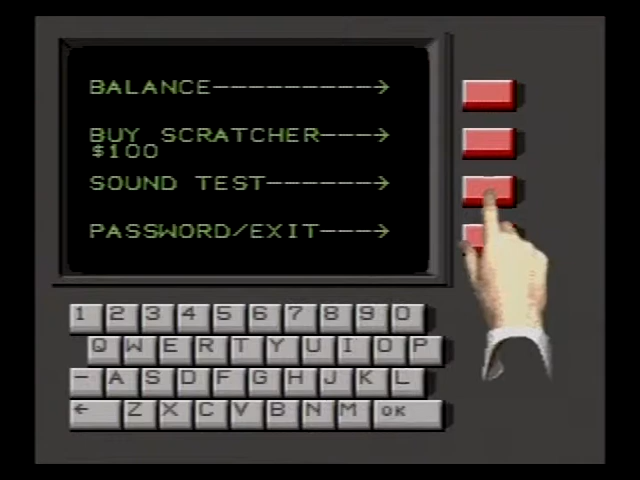 BALANCE----------→
BUY SCRATCHER---→
$100
SOUND TEST------→
PASSWORD/EXIT---→
1 2 3 4 5 6 7 8 9 0
Q W E R T Y U I O P
- A S D F G H J K L
← Z X C V B N M OK